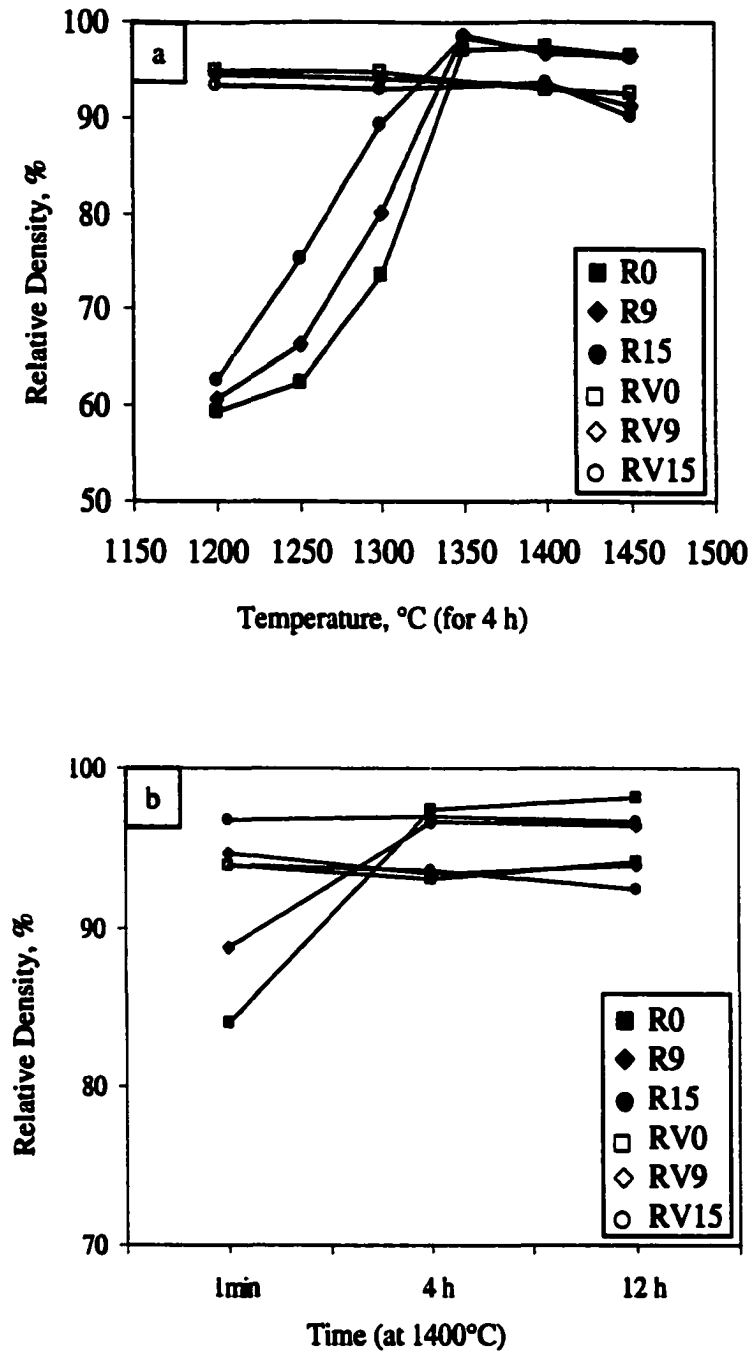 a
100
90
80
70
60
50
Relative Density, %
R0
R9
R15
RV0
RV9
RV15
1150 1200 1250 1300 1350 1400 1450 1500
Temperature, °C (for 4 h)
b
100
90
80
70
Relative Density, %
R0
R9
R15
RV0
RV9
RV15
1min 4 h 12 h
Time (at 1400°C)